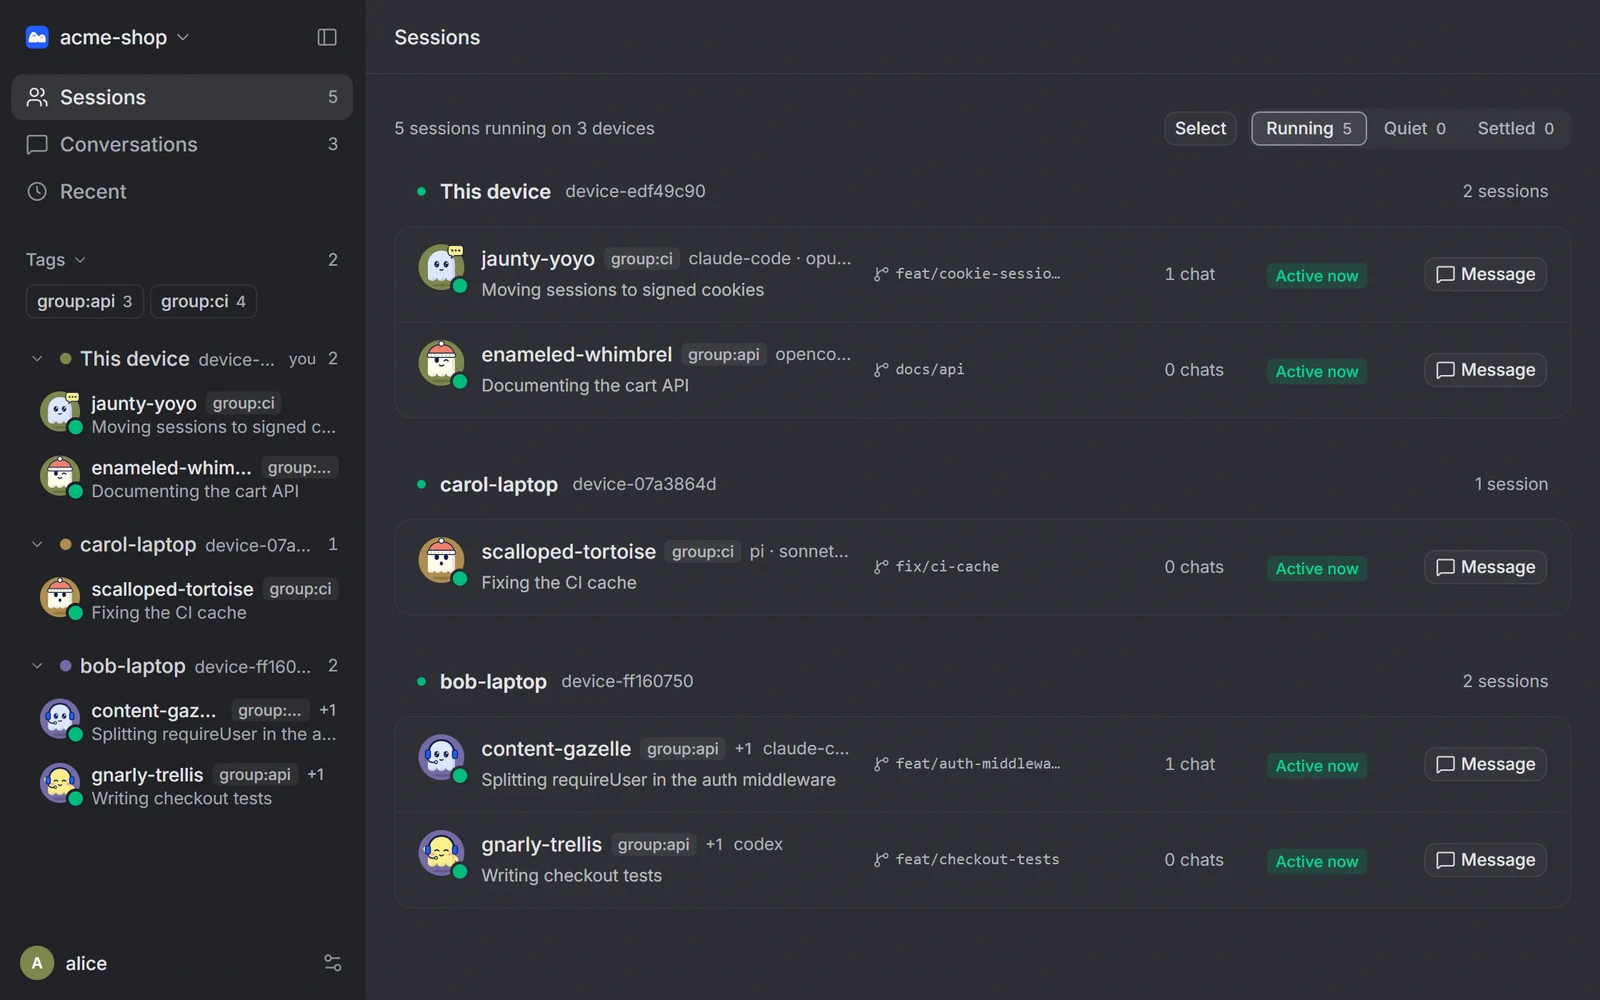 acme-shop
Sessions 5
Conversations 3
Recent
Tags 2
group:api 3 group:ci 4
This device device-... you 2
jaunty-yoyo group:ci
Moving sessions to signed c...
enameled-whim... group:...
Documenting the cart API
carol-laptop device-07a... 1
scalloped-tortoise group:ci
Fixing the CI cache
bob-laptop device-ff160... 2
content-gaz... group:... +1
Splitting requireUser in the a...
gnarly-trellis group:api +1
Writing checkout tests
A alice
Sessions
5 sessions running on 3 devices Select Running 5 Quiet 0 Settled 0
This device device-edf49c90 2 sessions
jaunty-yoyo group:ci claude-code · opu... feat/cookie-sessio... 1 chat Active now Message
Moving sessions to signed cookies
enameled-whimbrel group:api openco... docs/api 0 chats Active now Message
Documenting the cart API
carol-laptop device-07a3864d 1 session
scalloped-tortoise group:ci pi · sonnet... fix/ci-cache 0 chats Active now Message
Fixing the CI cache
bob-laptop device-ff160750 2 sessions
content-gazelle group:api +1 claude-c... feat/auth-middlewa... 1 chat Active now Message
Splitting requireUser in the auth middleware
gnarly-trellis group:api +1 codex feat/checkout-tests 0 chats Active now Message
Writing checkout tests